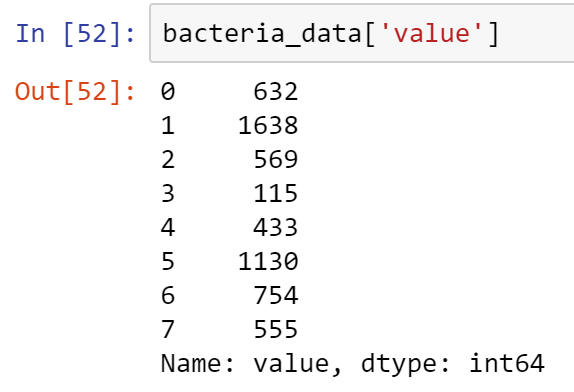 In [52]: bacteria_data['value']
Out[52]: 0 632
1 1638
2 569
3 115
4 433
5 1130
6 754
7 555
Name: value, dtype: int64